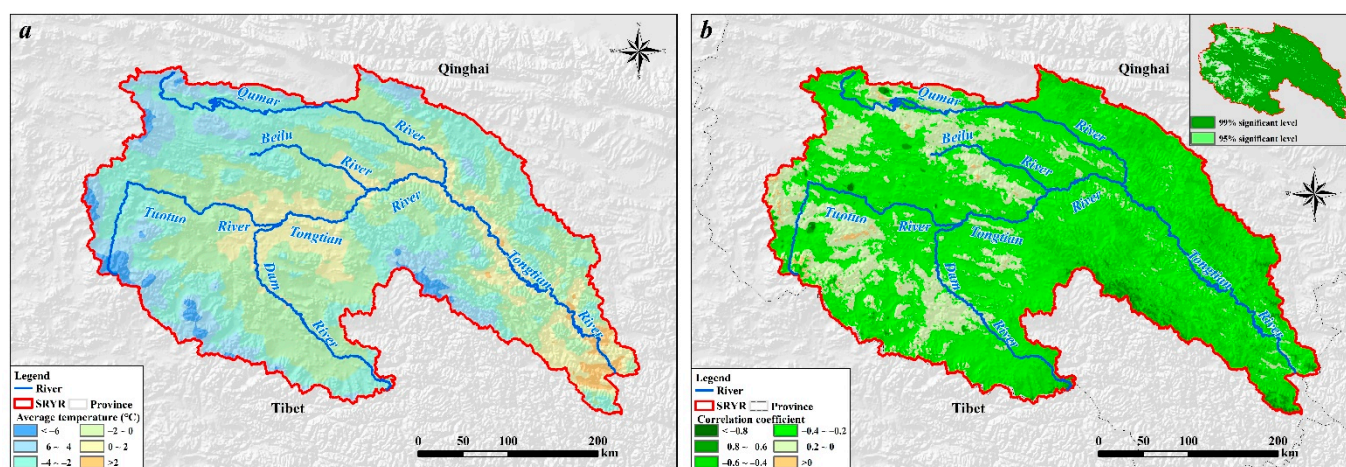 a
N
Qinghai
Qumar
River
Beilu
River
River
Tuotuo
River
Tongtian
Dam
River
Tongtian
River
Tibet
Legend
River
SRYR Province
Average temperature (°C)
< −6 −2 ~ 0
6 ~ 4 0 ~ 2
−4 ~ −2 >2
0 50 100 200
km
b
Qinghai
99% significant level
95% significant level
Qumar
River
Beilu
River
River
Tuotuo
River
Tongtian
Dam
River
Tongtian
River
Tibet
Legend
River
SRYR Province
Correlation coefficient
< −0.8 −0.4 ~ −0.2
0.8 ~ 0.6 0.2 ~ 0
−0.6 ~ −0.4 >0
0 50 100 200
km